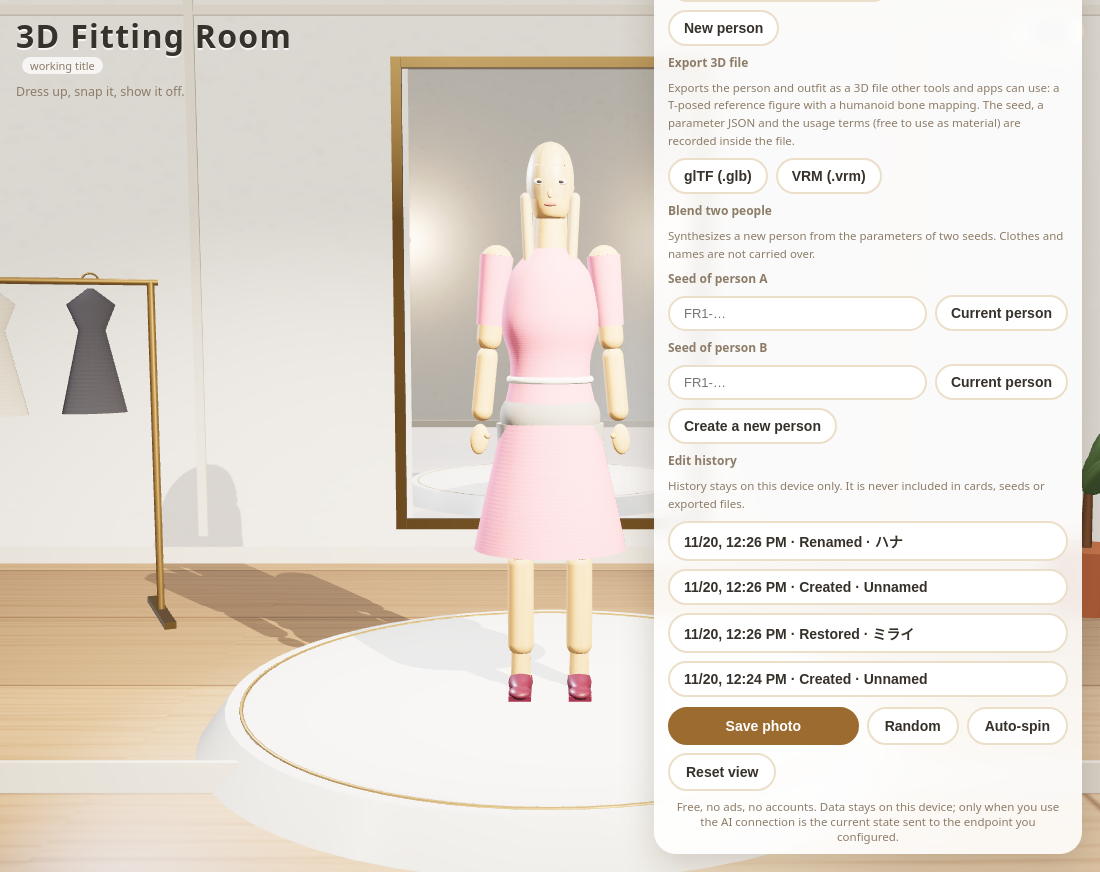 3D Fitting Room
working title
Dress up, snap it, show it off.
New person
Export 3D file
Exports the person and outfit as a 3D file other tools and apps can use: a
T-posed reference figure with a humanoid bone mapping. The seed, a
parameter JSON and the usage terms (free to use as material) are
recorded inside the file.
glTF (.glb)
VRM (.vrm)
Blend two people
Synthesizes a new person from the parameters of two seeds. Clothes and
names are not carried over.
Seed of person A
FR1-…
Current person
Seed of person B
FR1-…
Current person
Create a new person
Edit history
History stays on this device only. It is never included in cards, seeds or
exported files.
11/20, 12:26 PM · Renamed · ハナ
11/20, 12:26 PM · Created · Unnamed
11/20, 12:26 PM · Restored · ミライ
11/20, 12:24 PM · Created · Unnamed
Save photo
Random
Auto-spin
Reset view
Free, no ads, no accounts. Data stays on this device; only when you use
the AI connection is the current state sent to the endpoint you
configured.